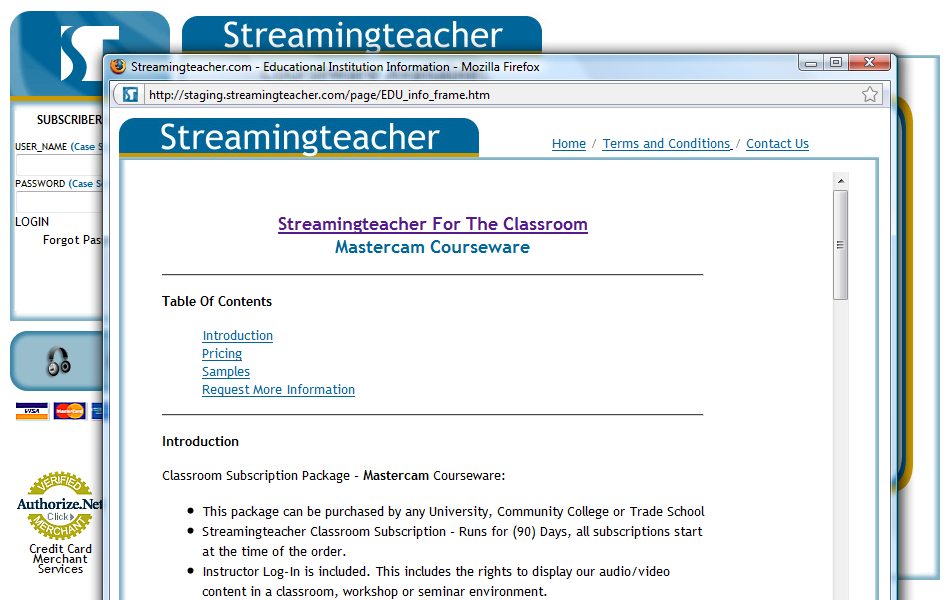 Streamingteacher
Streamingteacher.com - Educational Institution Information - Mozilla Firefox
http://staging.streamingteacher.com/page/EDU_info_frame.htm
Streamingteacher
Home / Terms and Conditions / Contact Us
SUBSCRIBER
USER_NAME (Case S
PASSWORD (Case S
LOGIN
Forgot Pas
VISA MasterCard
VERIFIED
Authorize.Net
Click
MERCHANT
Credit Card
Merchant
Services
Streamingteacher For The Classroom
Mastercam Courseware
Table Of Contents
Introduction
Pricing
Samples
Request More Information
Introduction
Classroom Subscription Package - Mastercam Courseware:
• This package can be purchased by any University, Community College or Trade School
• Streamingteacher Classroom Subscription - Runs for (90) Days, all subscriptions start
at the time of the order.
• Instructor Log-In is included. This includes the rights to display our audio/video
content in a classroom, workshop or seminar environment.